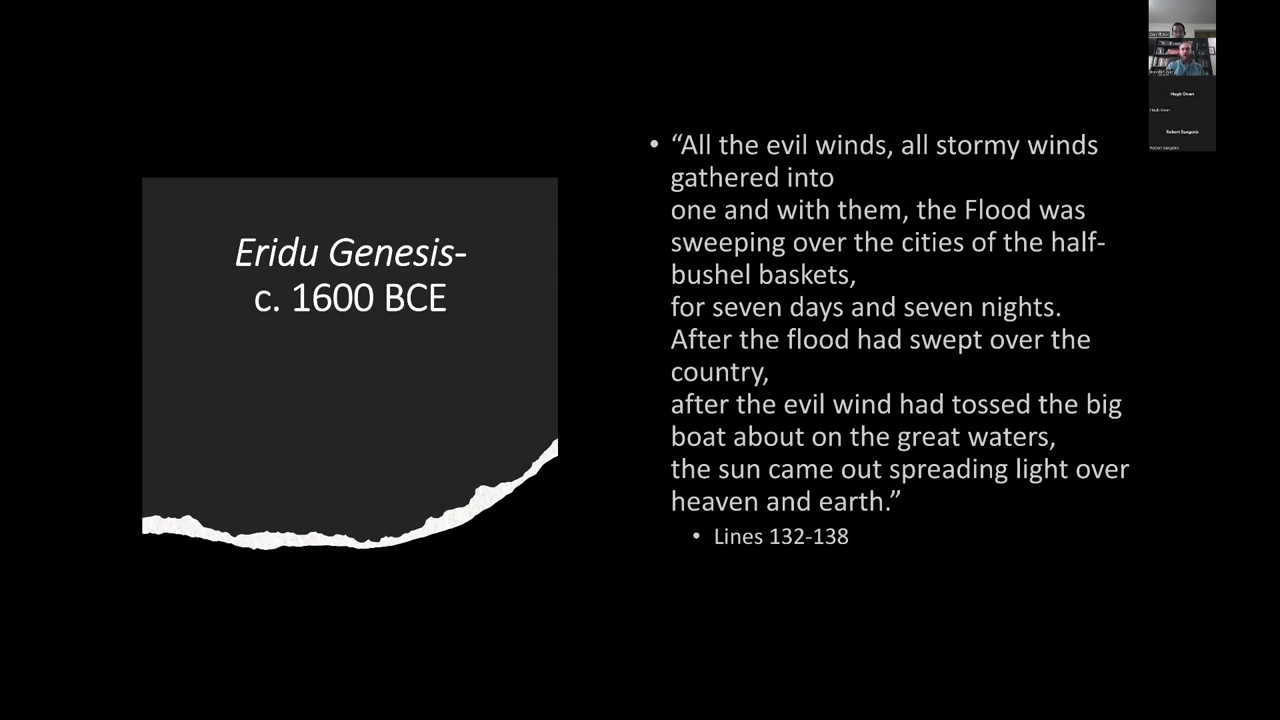 Eridu Genesis-
c. 1600 BCE
• “All the evil winds, all stormy winds
gathered into
one and with them, the Flood was
sweeping over the cities of the half-
bushel baskets,
for seven days and seven nights.
After the flood had swept over the
country,
after the evil wind had tossed the big
boat about on the great waters,
the sun came out spreading light over
heaven and earth.”
• Lines 132-138
Hugh Down
Robert Sungenis
Robert Sungenis